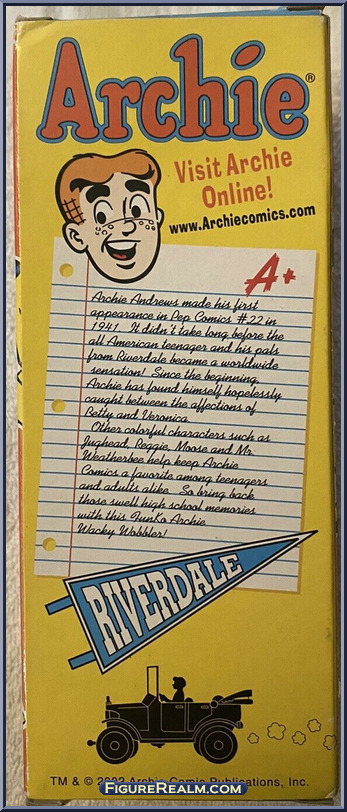 Archie®
Visit Archie
Online!
www.Archiecomics.com
A+
Archie Andrews made his first
appearance in Pep Comics #22 in
1941. It didn't take long before the
all American teenager and his pals
from Riverdale became a worldwide
sensation! Since the beginning,
Archie has found himself hopelessly
caught between the affections of
Betty and Veronica.
Other colorful characters such as
Jughead, Reggie, Moose and Mr.
Weatherbee help keep Archie
Comics a favorite among teenagers
and adults alike. So bring back
those swell high school memories
with this Funko Archie
Wacky Wobbler!
RIVERDALE
TM & © 2002 Archie Comic Publications, Inc.
FIGUREREALM.COM